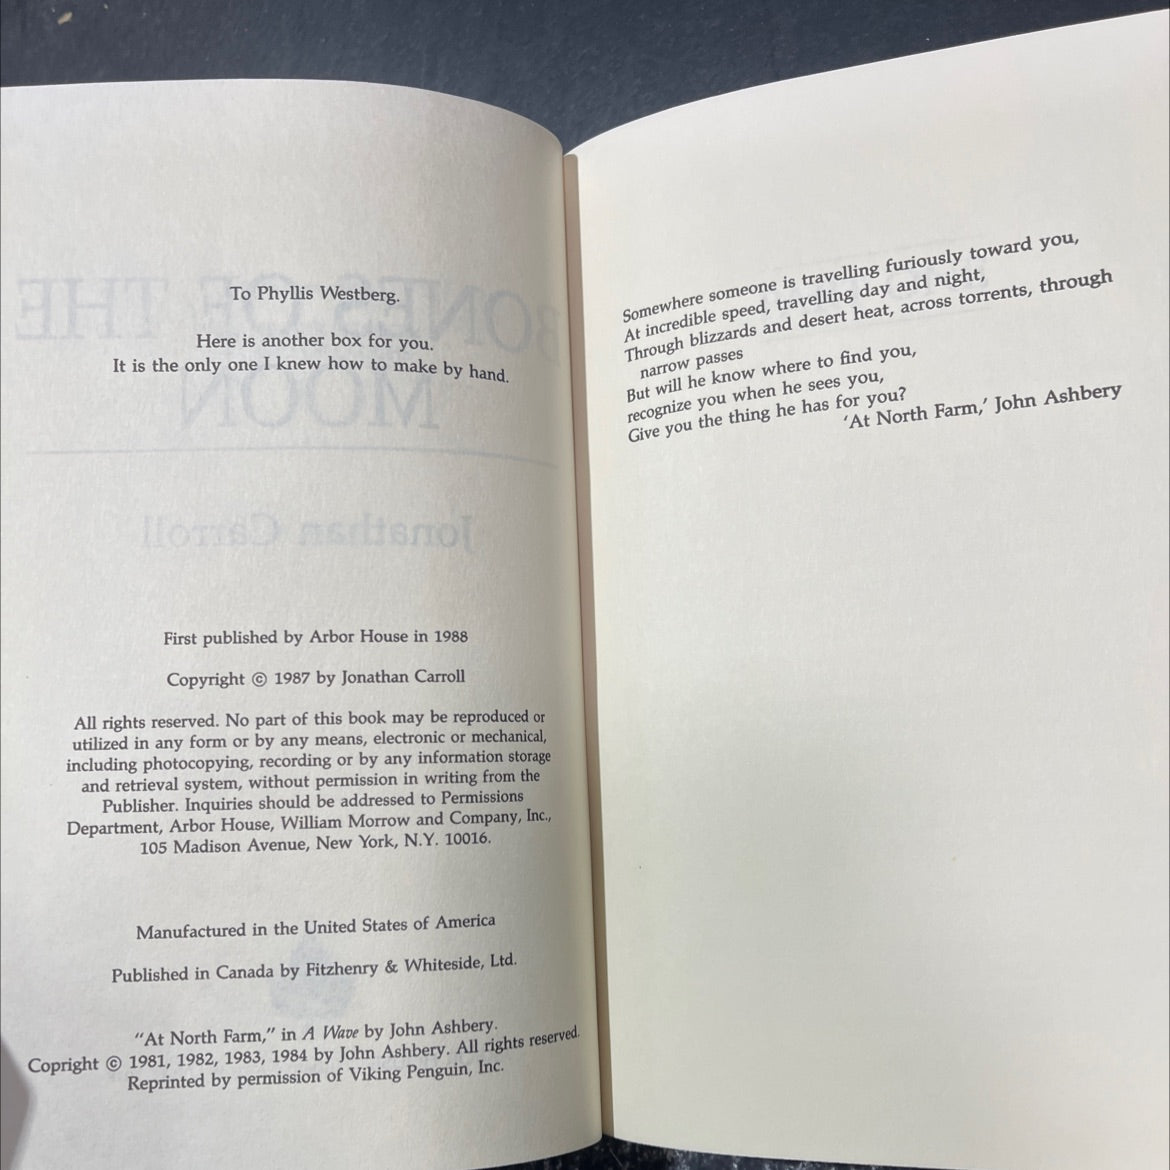 To Phyllis Westberg.
Here is another box for you.
It is the only one I knew how to make by hand.
BONES OF THE
MOON
Jonathan Carroll
First published by Arbor House in 1988
Copyright © 1987 by Jonathan Carroll
All rights reserved. No part of this book may be reproduced or
utilized in any form or by any means, electronic or mechanical,
including photocopying, recording or by any information storage
and retrieval system, without permission in writing from the
Publisher. Inquiries should be addressed to Permissions
Department, Arbor House, William Morrow and Company, Inc.,
105 Madison Avenue, New York, N.Y. 10016.
Manufactured in the United States of America
Published in Canada by Fitzhenry & Whiteside, Ltd.
"At North Farm," in A Wave by John Ashbery.
Copright © 1981, 1982, 1983, 1984 by John Ashbery. All rights reserved.
Reprinted by permission of Viking Penguin, Inc.
Somewhere someone is travelling furiously toward you,
At incredible speed, travelling day and night,
Through blizzards and desert heat, across torrents, through
narrow passes
But will he know where to find you,
recognize you when he sees you,
Give you the thing he has for you?
'At North Farm,' John Ashbery